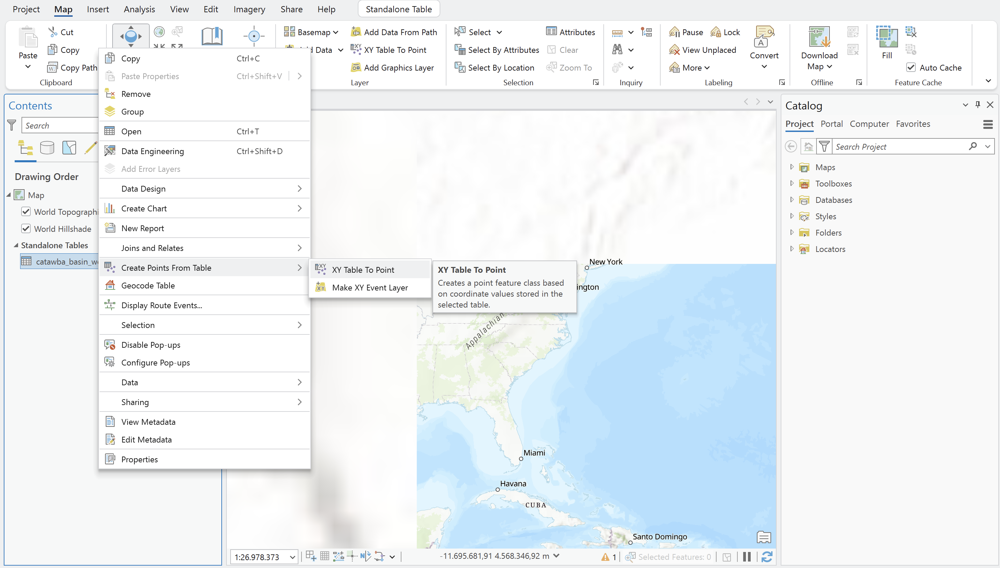 Project Map Insert Analysis View Edit Imagery Share Help Standalone Table
Paste
Cut
Copy
Copy Path
Clipboard
Basemap
Data
Add Data From Path
XY Table To Point
Add Graphics Layer
Layer
Select
Select By Attributes
Select By Location
Attributes
Clear
Zoom To
Selection
Inquiry
Pause
Lock
View Unplaced
More
Convert
Labeling
Download
Map
Offline
Fill
Auto Cache
Feature Cache
Contents
Search
Drawing Order
Map
World Topographi
World Hillshade
Standalone Tables
catawba_basin_w
Copy Ctrl+C
Paste Properties Ctrl+Shift+V
Remove
Group
Open Ctrl+T
Data Engineering Ctrl+Shift+D
Add Error Layers
Data Design
Create Chart
New Report
Joins and Relates
Create Points From Table
Geocode Table
Display Route Events...
Selection
Disable Pop-ups
Configure Pop-ups
Data
Sharing
View Metadata
Edit Metadata
Properties
XY Table To Point
Make XY Event Layer
XY Table To Point
Creates a point feature class based
on coordinate values stored in the
selected table.
New York
ington
Appalachian
Miami
Havana
CUBA
Santo Domingo
1:26.978.373
-11.695.681,91 4.568.346,92 m
1
Selected Features: 0
Catalog
Project Portal Computer Favorites
Search Project
Maps
Toolboxes
Databases
Styles
Folders
Locators